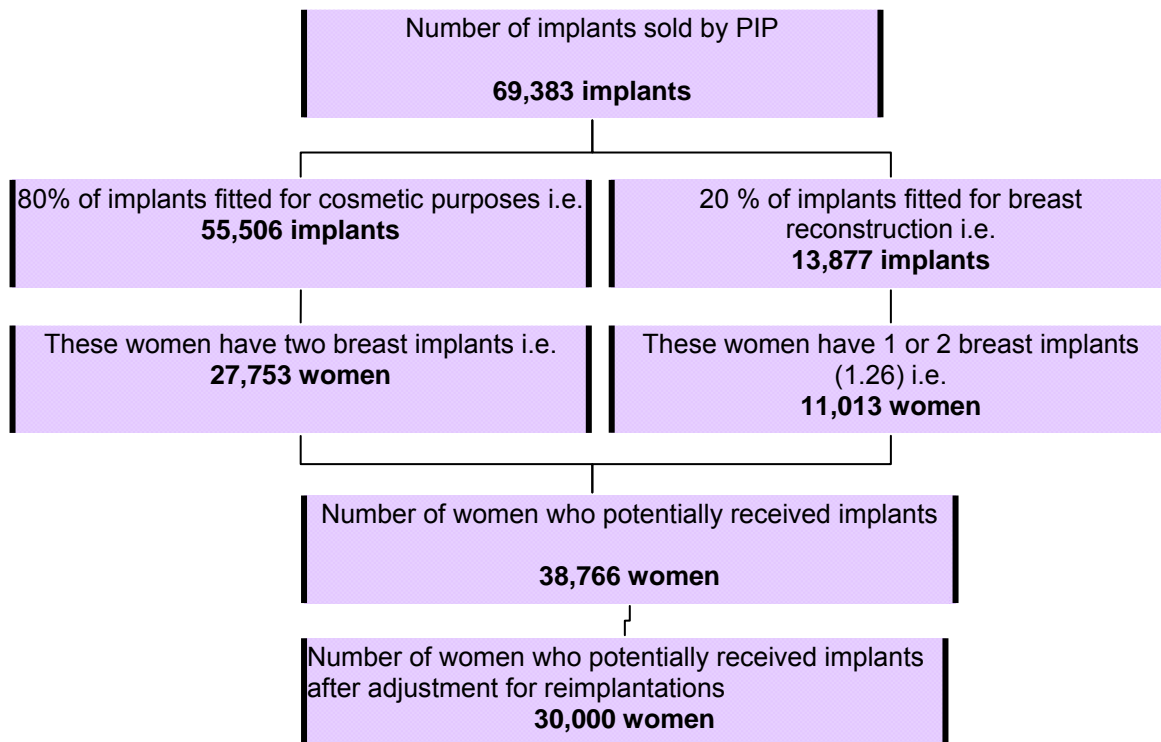 Number of implants sold by PIP
69,383 implants
80% of implants fitted for cosmetic purposes i.e.
55,506 implants
20 % of implants fitted for breast
reconstruction i.e.
13,877 implants
These women have two breast implants i.e.
27,753 women
These women have 1 or 2 breast implants
(1.26) i.e.
11,013 women
Number of women who potentially received implants
38,766 women
Number of women who potentially received implants
after adjustment for reimplantations
30,000 women